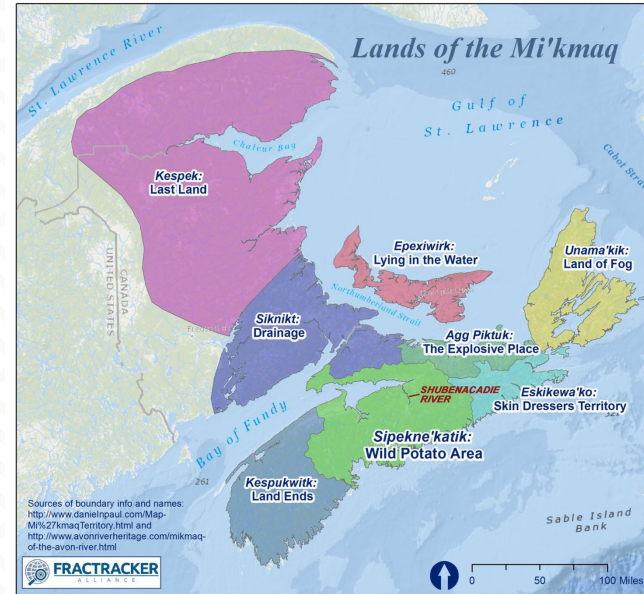 Lands of the Mi'kmaq
St. Lawrence River
460
Gulf of
St. Lawrence
Chaleur Bay
Cabot Strait
Kespek:
Last Land
CANADA
UNITED STATES
Epexiwirk:
Lying in the Water
Unama'kik:
Land of Fog
Northumberland Strait
Siknikt:
Drainage
Agg Piktuk:
The Explosive Place
SHUBENACADIE
RIVER
Eskikewa'ko:
Skin Dressers Territory
Bay of Fundy
Sipekne'katik:
Wild Potato Area
261
Kespukwitk:
Land Ends
Sources of boundary info and names:
http://www.danielnpaul.com/Map-
Mi%27kmaqTerritory.html and
http://www.avonriverheritage.com/mikmaq-
of-the-avon-river.html
Sable Island
Bank
FRACTRACKER
ALLIANCE
0 50 100 Miles